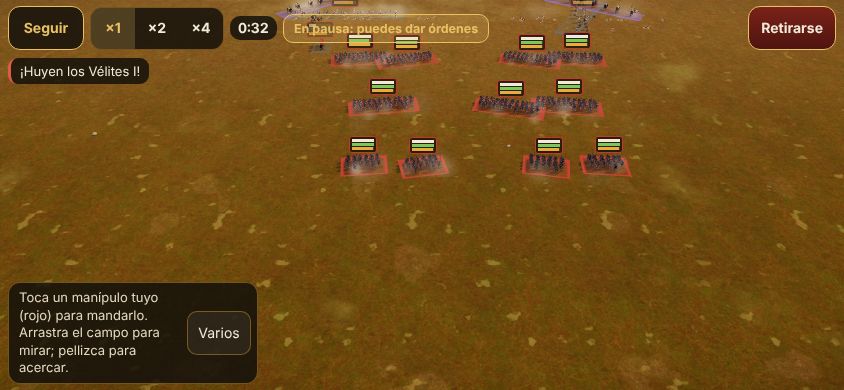 Seguir
×1
×2
×4
0:32
En pausa: puedes dar órdenes
Retirarse
¡Huyen los Vélites I!
Toca un manípulo tuyo
(rojo) para mandarlo.
Arrastra el campo para
mirar; pellizca para
acercar.
Varios